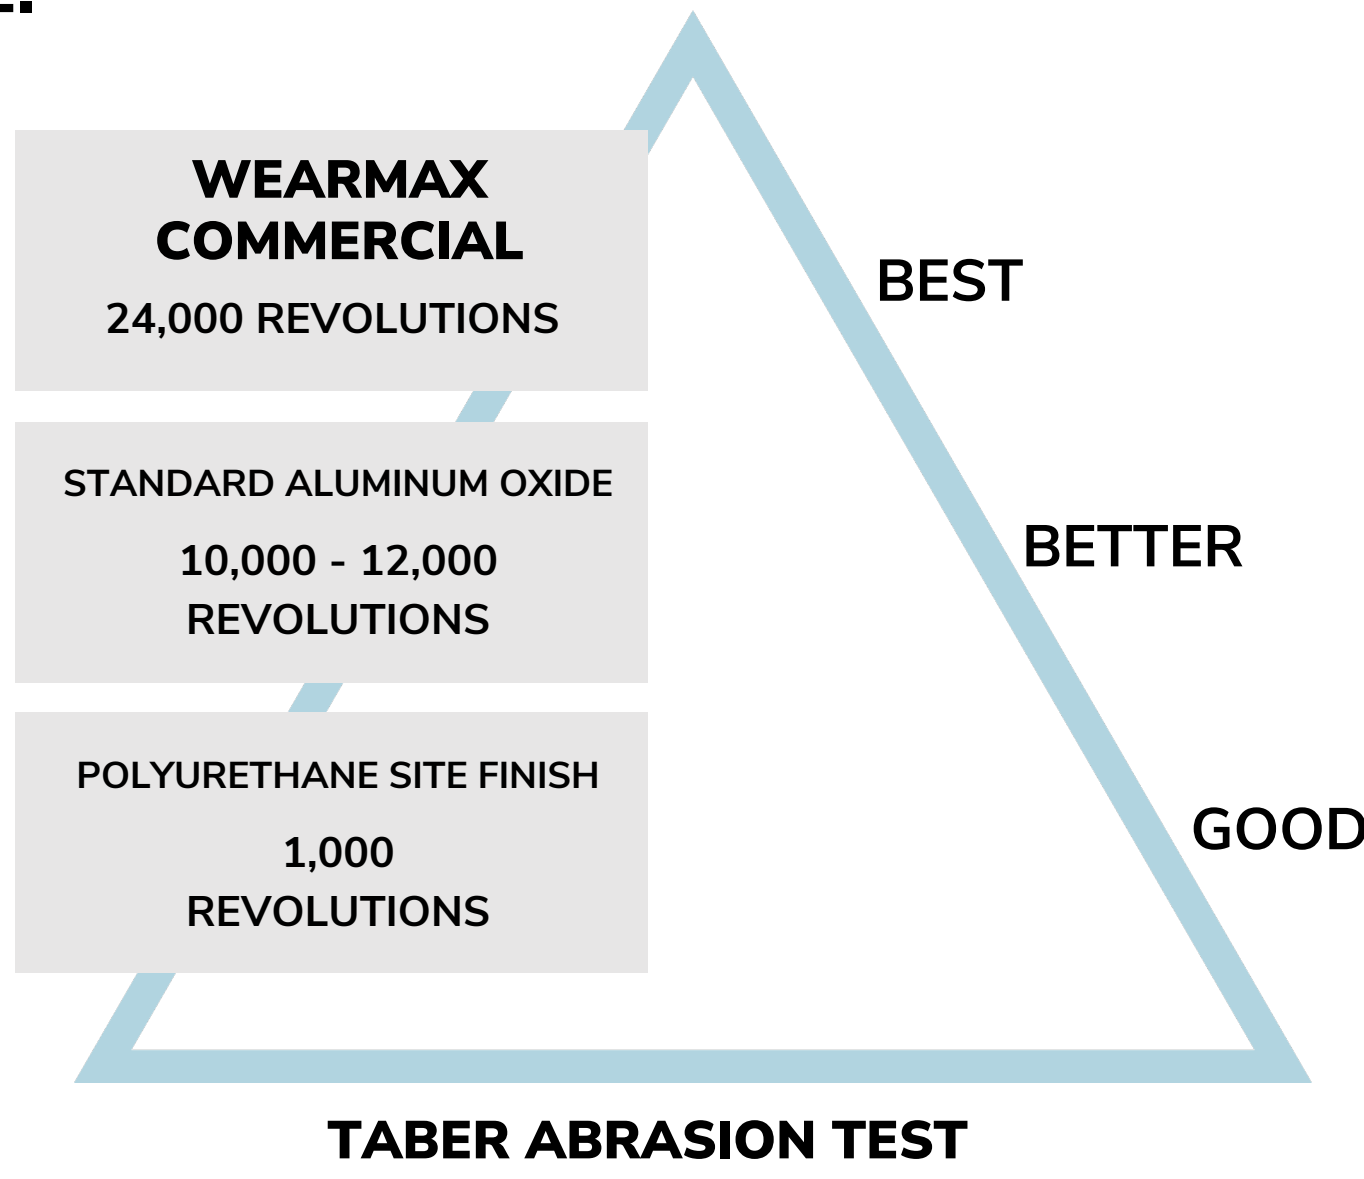 WEARMAX
COMMERCIAL
24,000 REVOLUTIONS
BEST
STANDARD ALUMINUM OXIDE
10,000 - 12,000
REVOLUTIONS
BETTER
POLYURETHANE SITE FINISH
1,000
REVOLUTIONS
GOOD
TABER ABRASION TEST